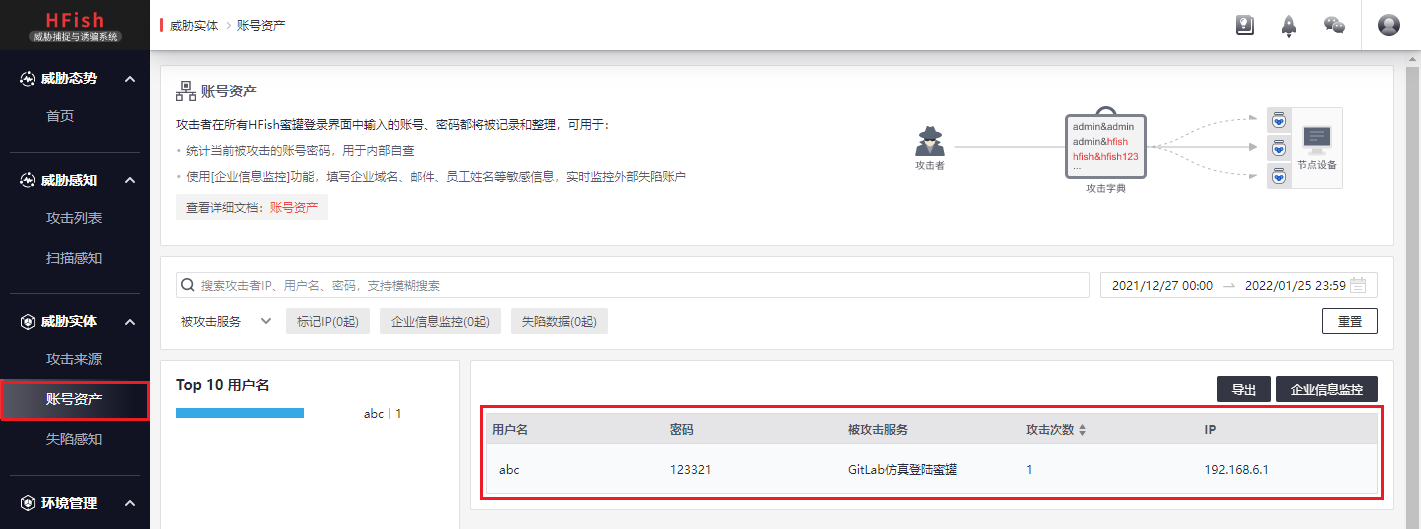 HFish
威胁捕捉与诱骗系统
威胁实体 > 账号资产
威胁态势
首页
威胁感知
攻击列表
扫描感知
威胁实体
攻击来源
账号资产
失陷感知
环境管理
账号资产
攻击者在所有HFish蜜罐登录界面中输入的账号、密码都将被记录和整理，可用于：
• 统计当前被攻击的账号密码，用于内部自查
• 使用[企业信息监控]功能，填写企业域名、邮件、员工姓名等敏感信息，实时监控外部失陷账户
查看详细文档：账号资产
攻击者
admin&admin
admin&hfish
hfish&hfish123
...
攻击字典
节点设备
搜索攻击者IP、用户名、密码，支持模糊搜索
2021/12/27 00:00 → 2022/01/25 23:59
被攻击服务 标记IP(0起) 企业信息监控(0起) 失陷数据(0起) 重置
Top 10 用户名
abc | 1
导出 企业信息监控
用户名 密码 被攻击服务 攻击次数 IP
abc 123321 GitLab仿真登陆蜜罐 1 192.168.6.1